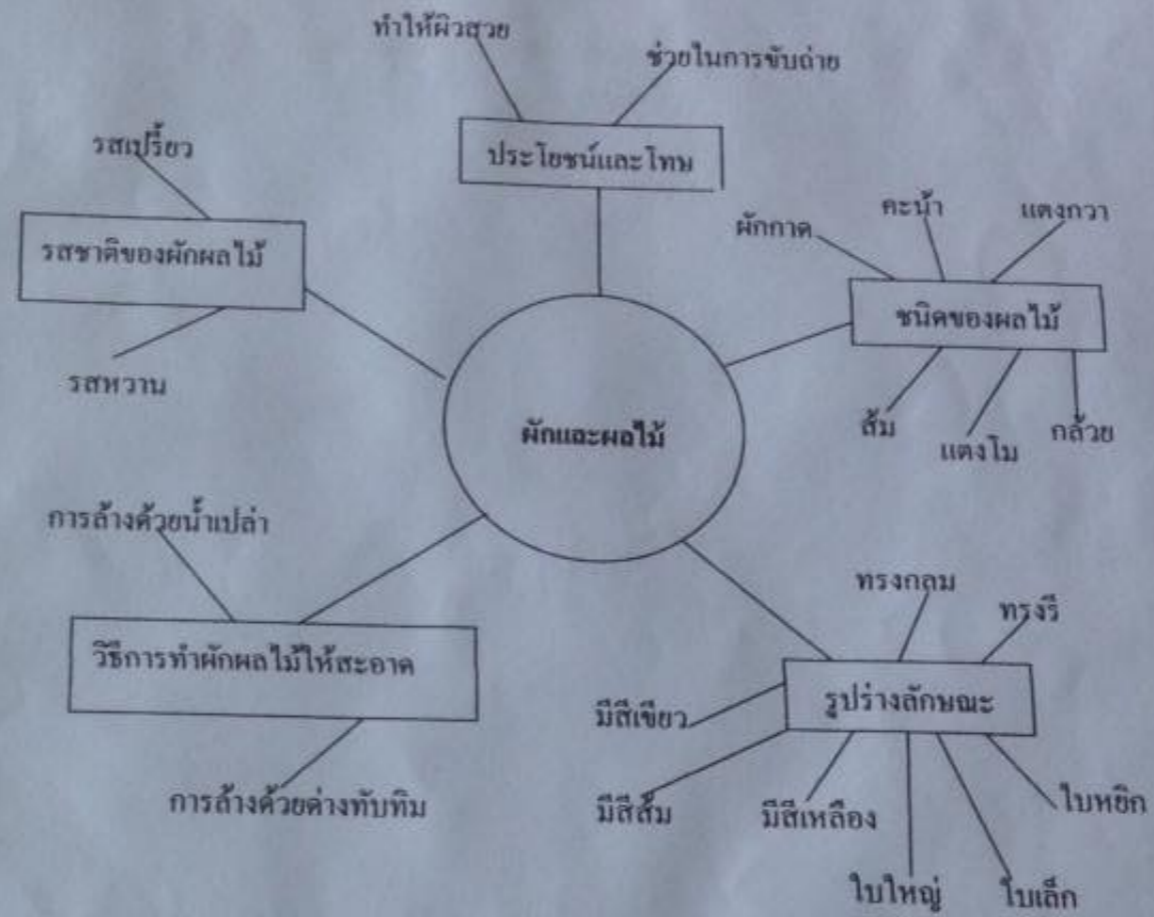 ทำให้ผิวสวย
ช่วยในการขับถ่าย
ประโยชน์และโทษ
รสเปรี้ยว
รสชาติของผักผลไม้
รสหวาน
ผักกาด
คะน้า
แตงกวา
ชนิดของผลไม้
ส้ม
แตงโม
กล้วย
ผักและผลไม้
การล้างด้วยน้ำเปล่า
วิธีการทำผักผลไม้ให้สะอาด
การล้างด้วยด่างทับทิม
ทรงกลม
ทรงรี
รูปร่างลักษณะ
มีสีเขียว
มีสีส้ม
มีสีเหลือง
ใบใหญ่
ใบเล็ก
ใบหยิก